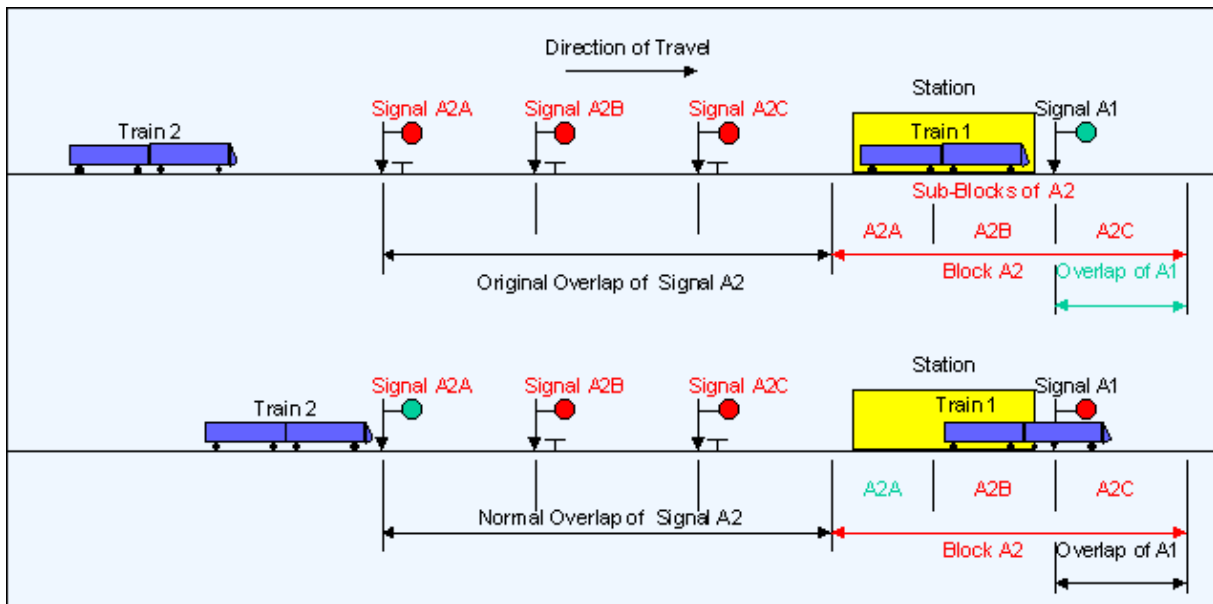 Direction of Travel
Station
Signal A2A
Signal A2B
Signal A2C
Signal A1
Train 2
Train 1
Sub-Blocks of A2
A2A
A2B
A2C
Original Overlap of Signal A2
Block A2
Overlap of A1
Station
Signal A2A
Signal A2B
Signal A2C
Signal A1
Train 2
Train 1
A2A
A2B
A2C
Normal Overlap of Signal A2
Block A2
Overlap of A1